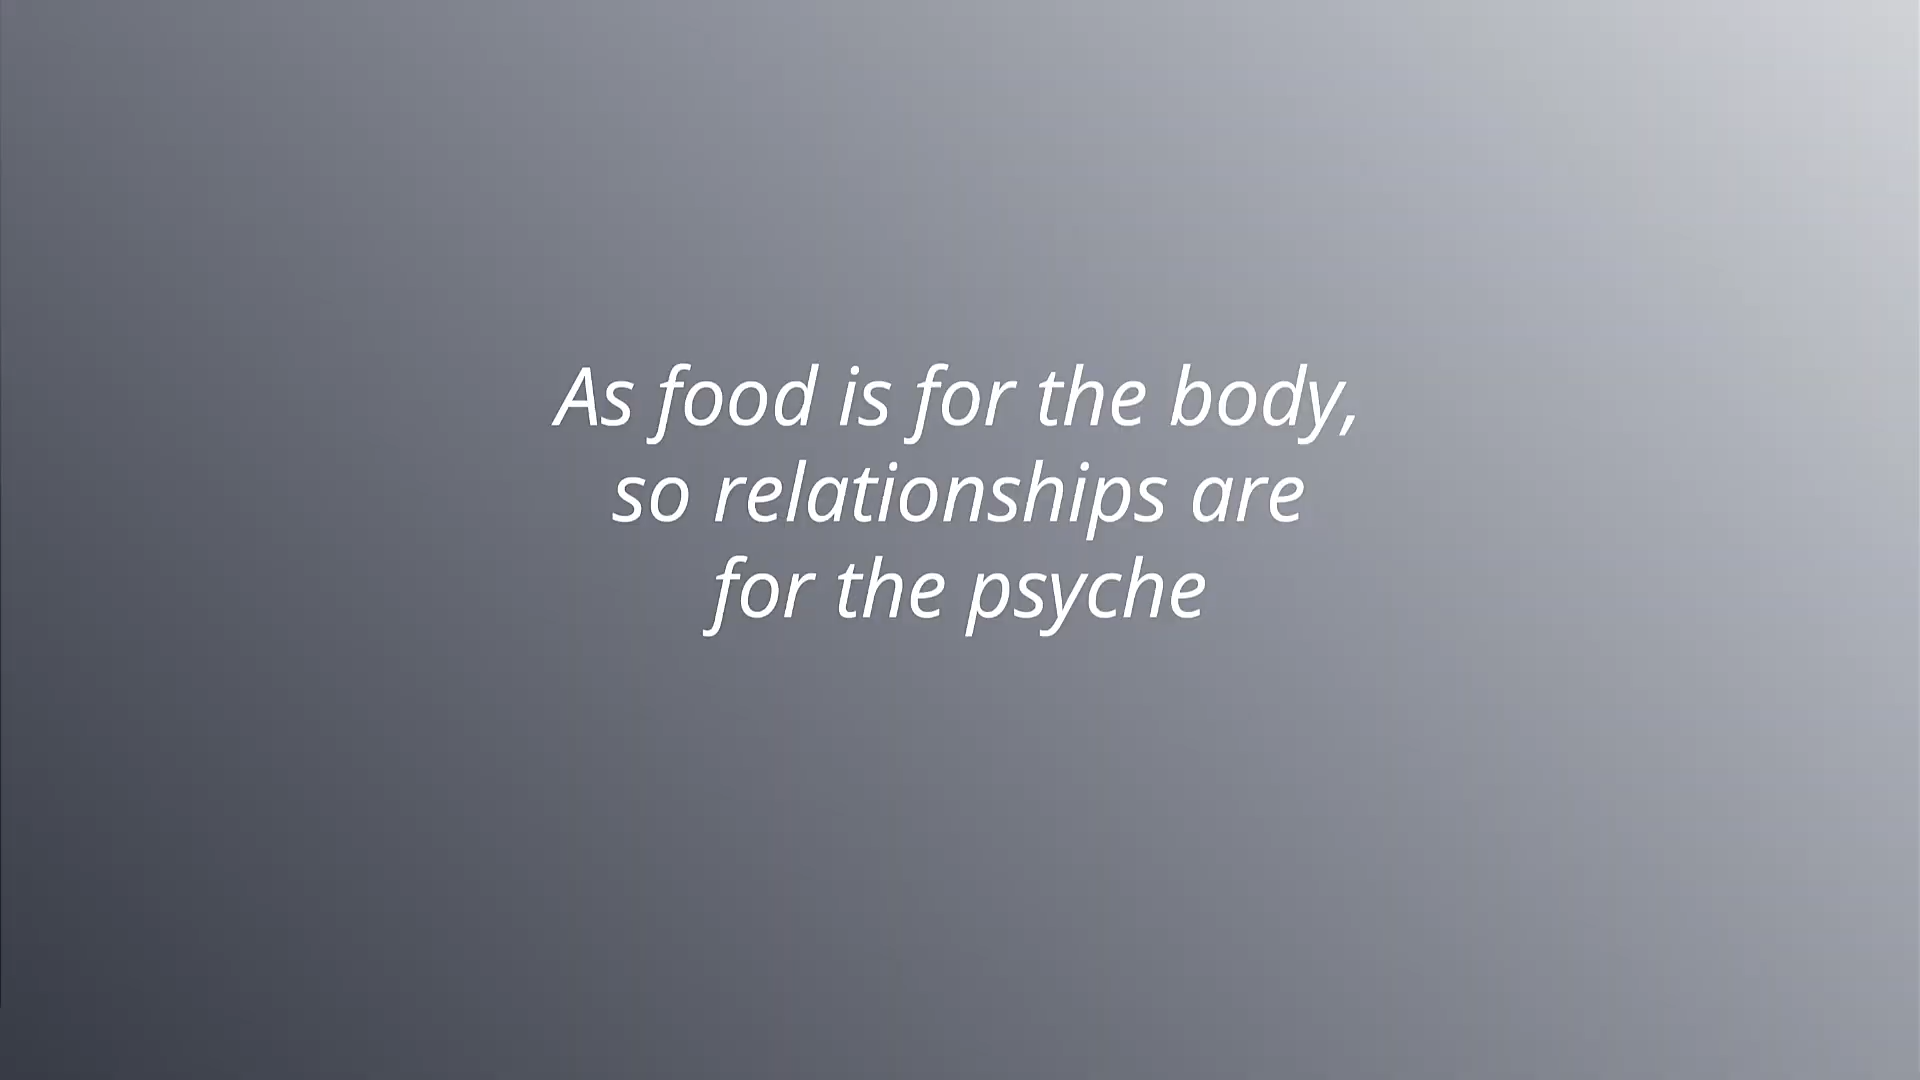 As food is for the body,
so relationships are
for the psyche